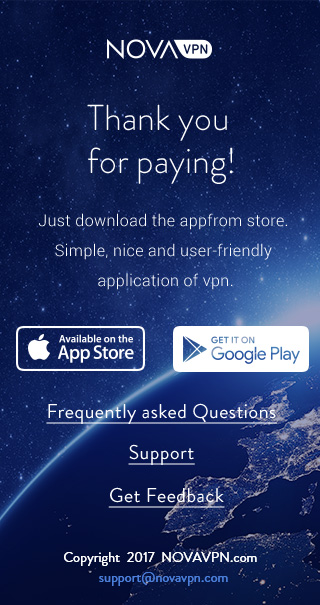 NOVA VPN
Thank you
for paying!
Just download the appfrom store.
Simple, nice and user-friendly
application of vpn.
Available on the
App Store
GET IT ON
Google Play
Frequently asked Questions
Support
Get Feedback
Copyright 2017 NOVAVPN.com
support@novavpn.com